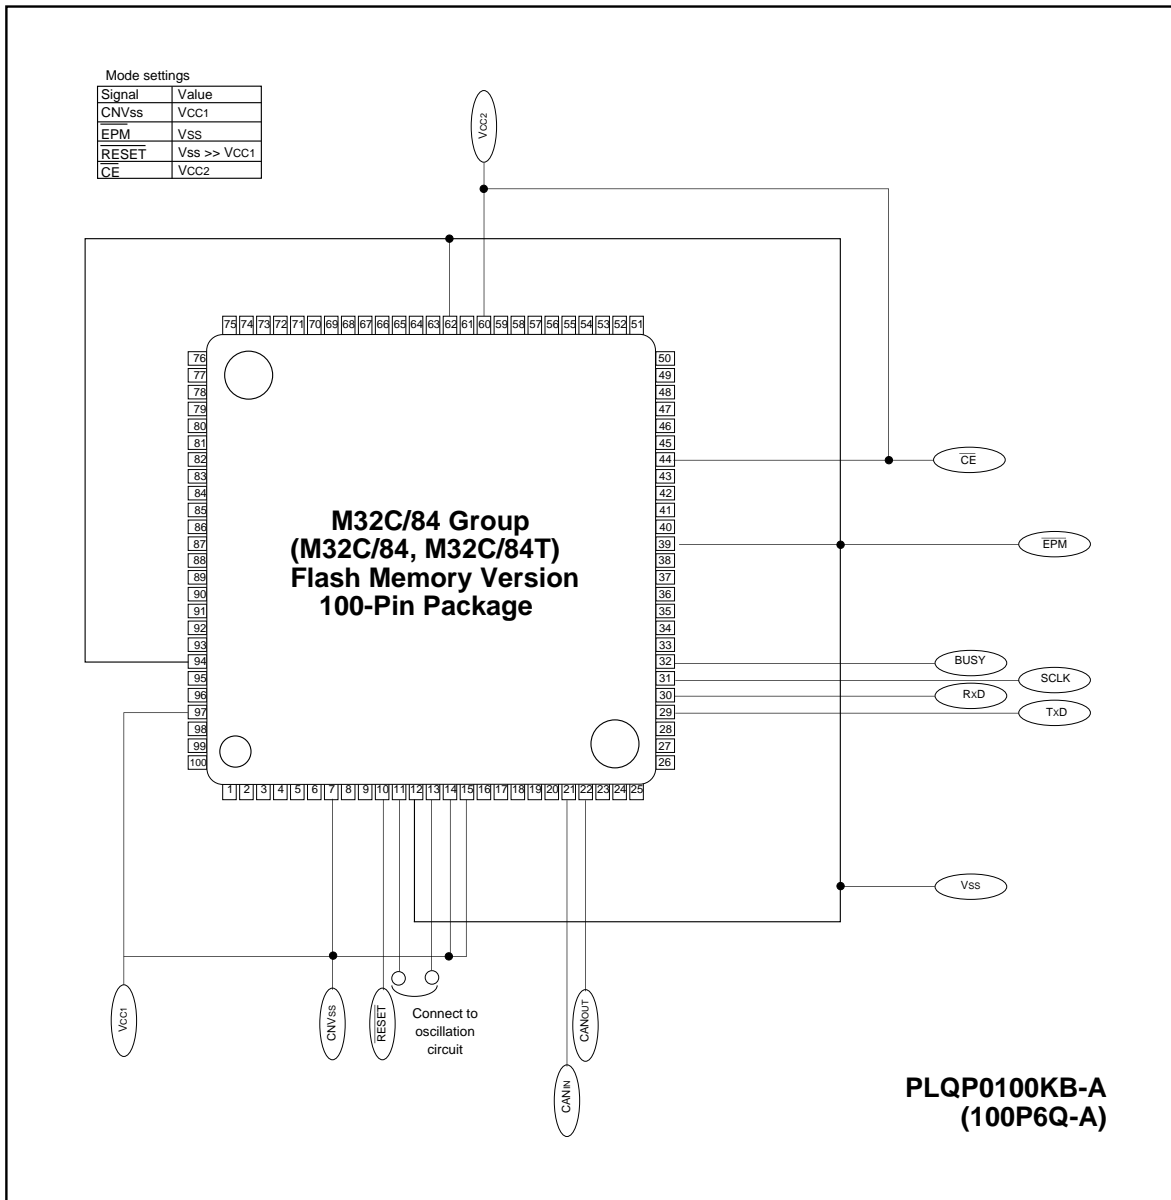 Mode settings
Signal Value
CNVss VCC1
EPM VSS
RESET Vss >> VCC1
CE VCC2
VCC2
75 74 73 72 71 70 69 68 67 66 65 64 63 62 61 60 59 58 57 56 55 54 53 52 51
76
77
78
79
80
81
82
83
84
85
86
87
88
89
90
91
92
93
94
95
96
97
98
99
100
50
49
48
47
46
45
44
43
42
41
40
39
38
37
36
35
34
33
32
31
30
29
28
27
26
M32C/84 Group
(M32C/84, M32C/84T)
Flash Memory Version
100-Pin Package
CE
EPM
BUSY
SCLK
RxD
TxD
Vss
1 2 3 4 5 6 7 8 9 10 11 12 13 14 15 16 17 18 19 20 21 22 23 24 25
VCC1
CNVss
RESET
Connect to
oscillation
circuit
CANOUT
CANIN
PLQP0100KB-A
(100P6Q-A)